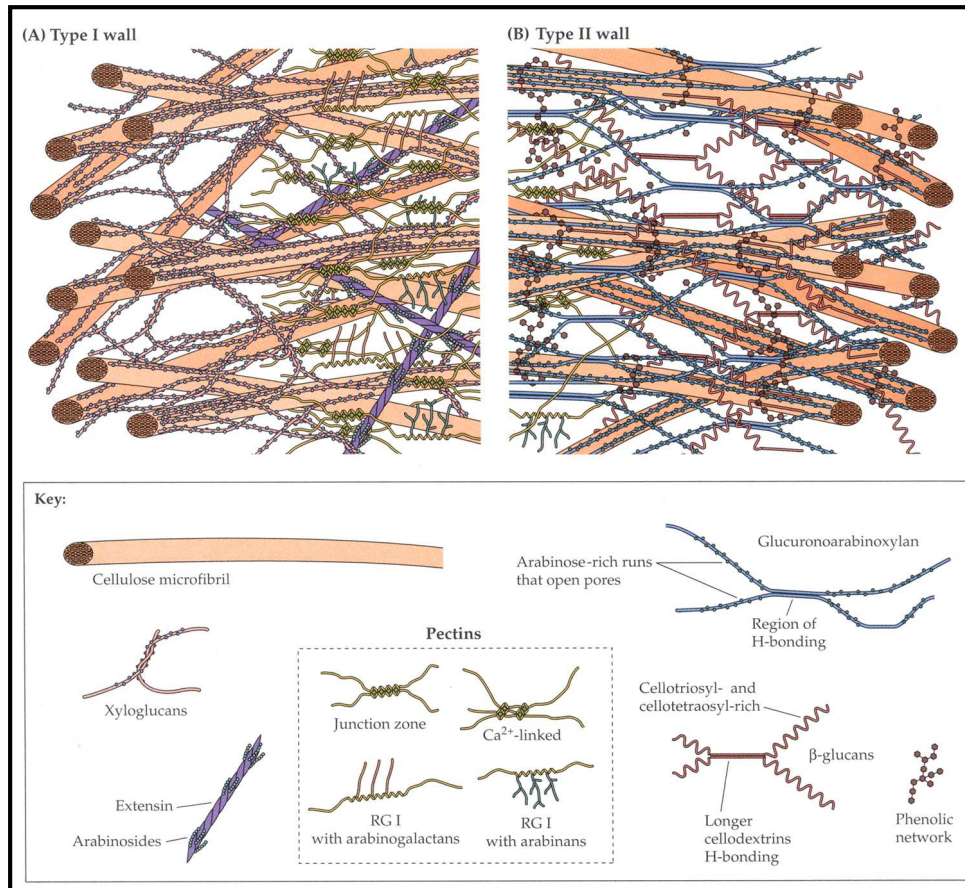 (A) Type I wall
(B) Type II wall
Key:
Cellulose microfibril
Xyloglucans
Extensin
Arabinosides
Pectins
Junction zone
Ca²⁺-linked
RG I
with arabinogalactans
RG I
with arabinans
Glucuronoarabinoxylan
Arabinose-rich runs
that open pores
Region of
H-bonding
Cellotriosyl- and
cellotetraosyl-rich
β-glucans
Longer
cellodextrins
H-bonding
Phenolic
network